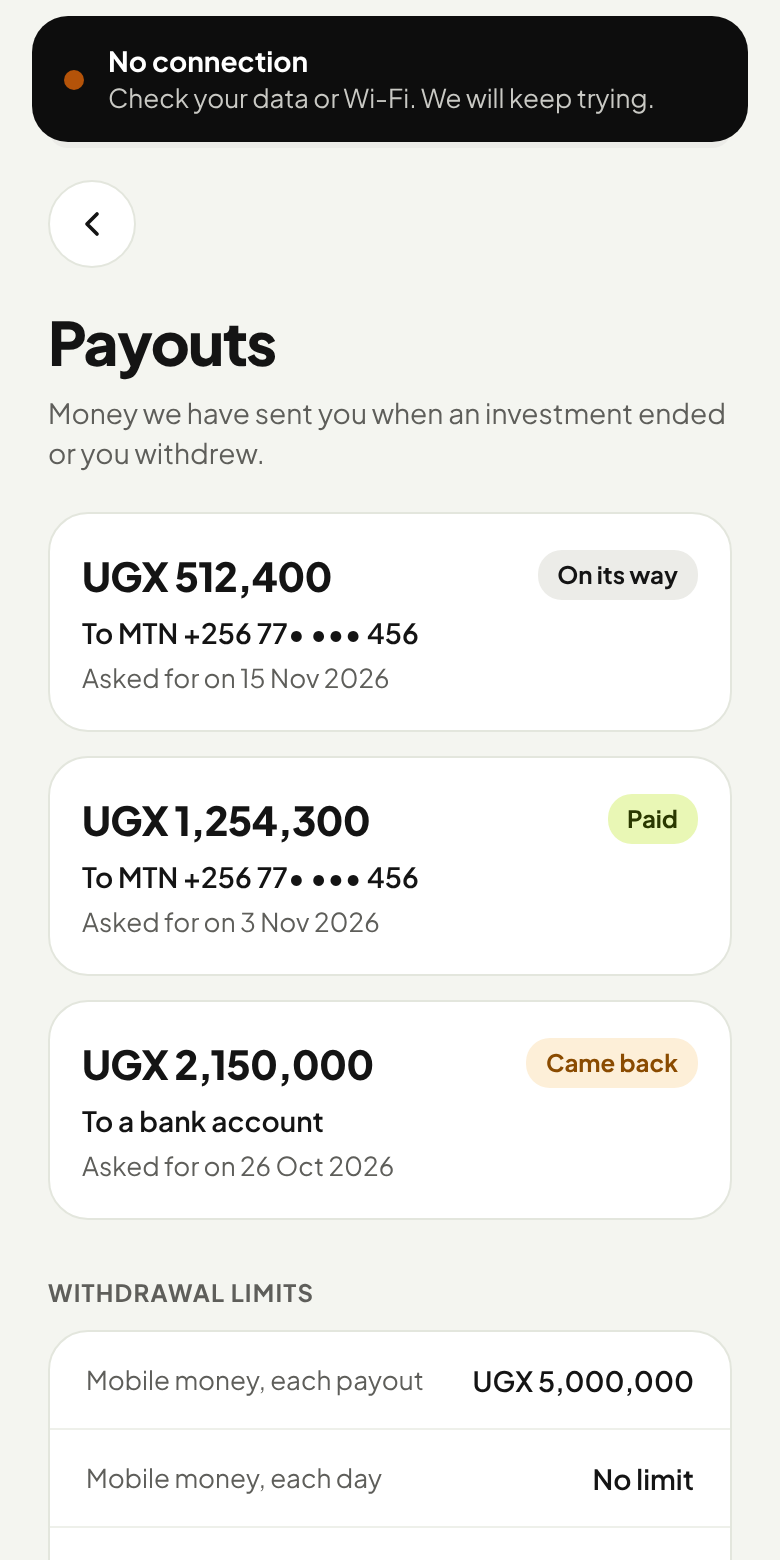 No connection
Check your data or Wi-Fi. We will keep trying.
Payouts
Money we have sent you when an investment ended
or you withdrew.
UGX 512,400
On its way
To MTN +256 77• ••• 456
Asked for on 15 Nov 2026
UGX 1,254,300
Paid
To MTN +256 77• ••• 456
Asked for on 3 Nov 2026
UGX 2,150,000
Came back
To a bank account
Asked for on 26 Oct 2026
WITHDRAWAL LIMITS
Mobile money, each payout
UGX 5,000,000
Mobile money, each day
No limit